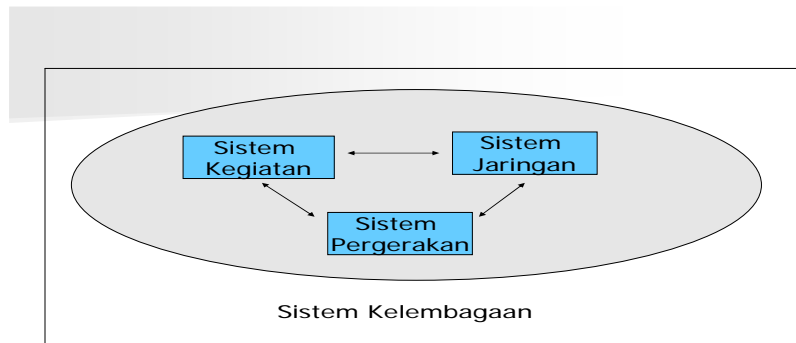 Sistem
Kegiatan
Sistem
Jaringan
Sistem
Pergerakan
Sistem Kelembagaan